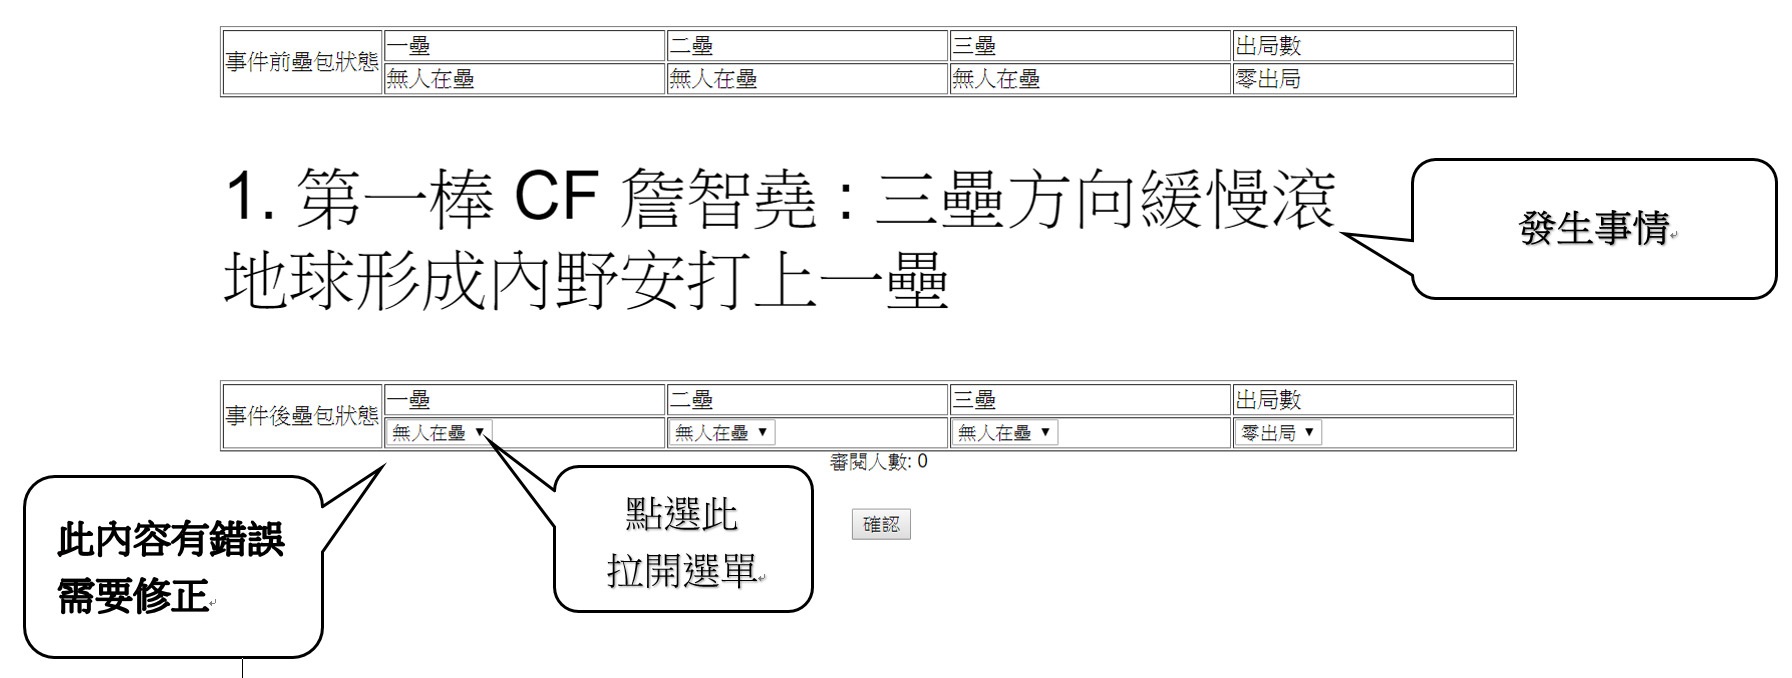 事件前壘包狀態 一壘 二壘 三壘 出局數
無人在壘 無人在壘 無人在壘 零出局
1. 第一棒 CF 詹智堯 : 三壘方向緩慢滾
地球形成內野安打上一壘
發生事情
事件後壘包狀態 一壘 二壘 三壘 出局數
無人在壘 無人在壘 無人在壘 零出局
審閱人數: 0
確認
此內容有錯誤
需要修正
點選此
拉開選單